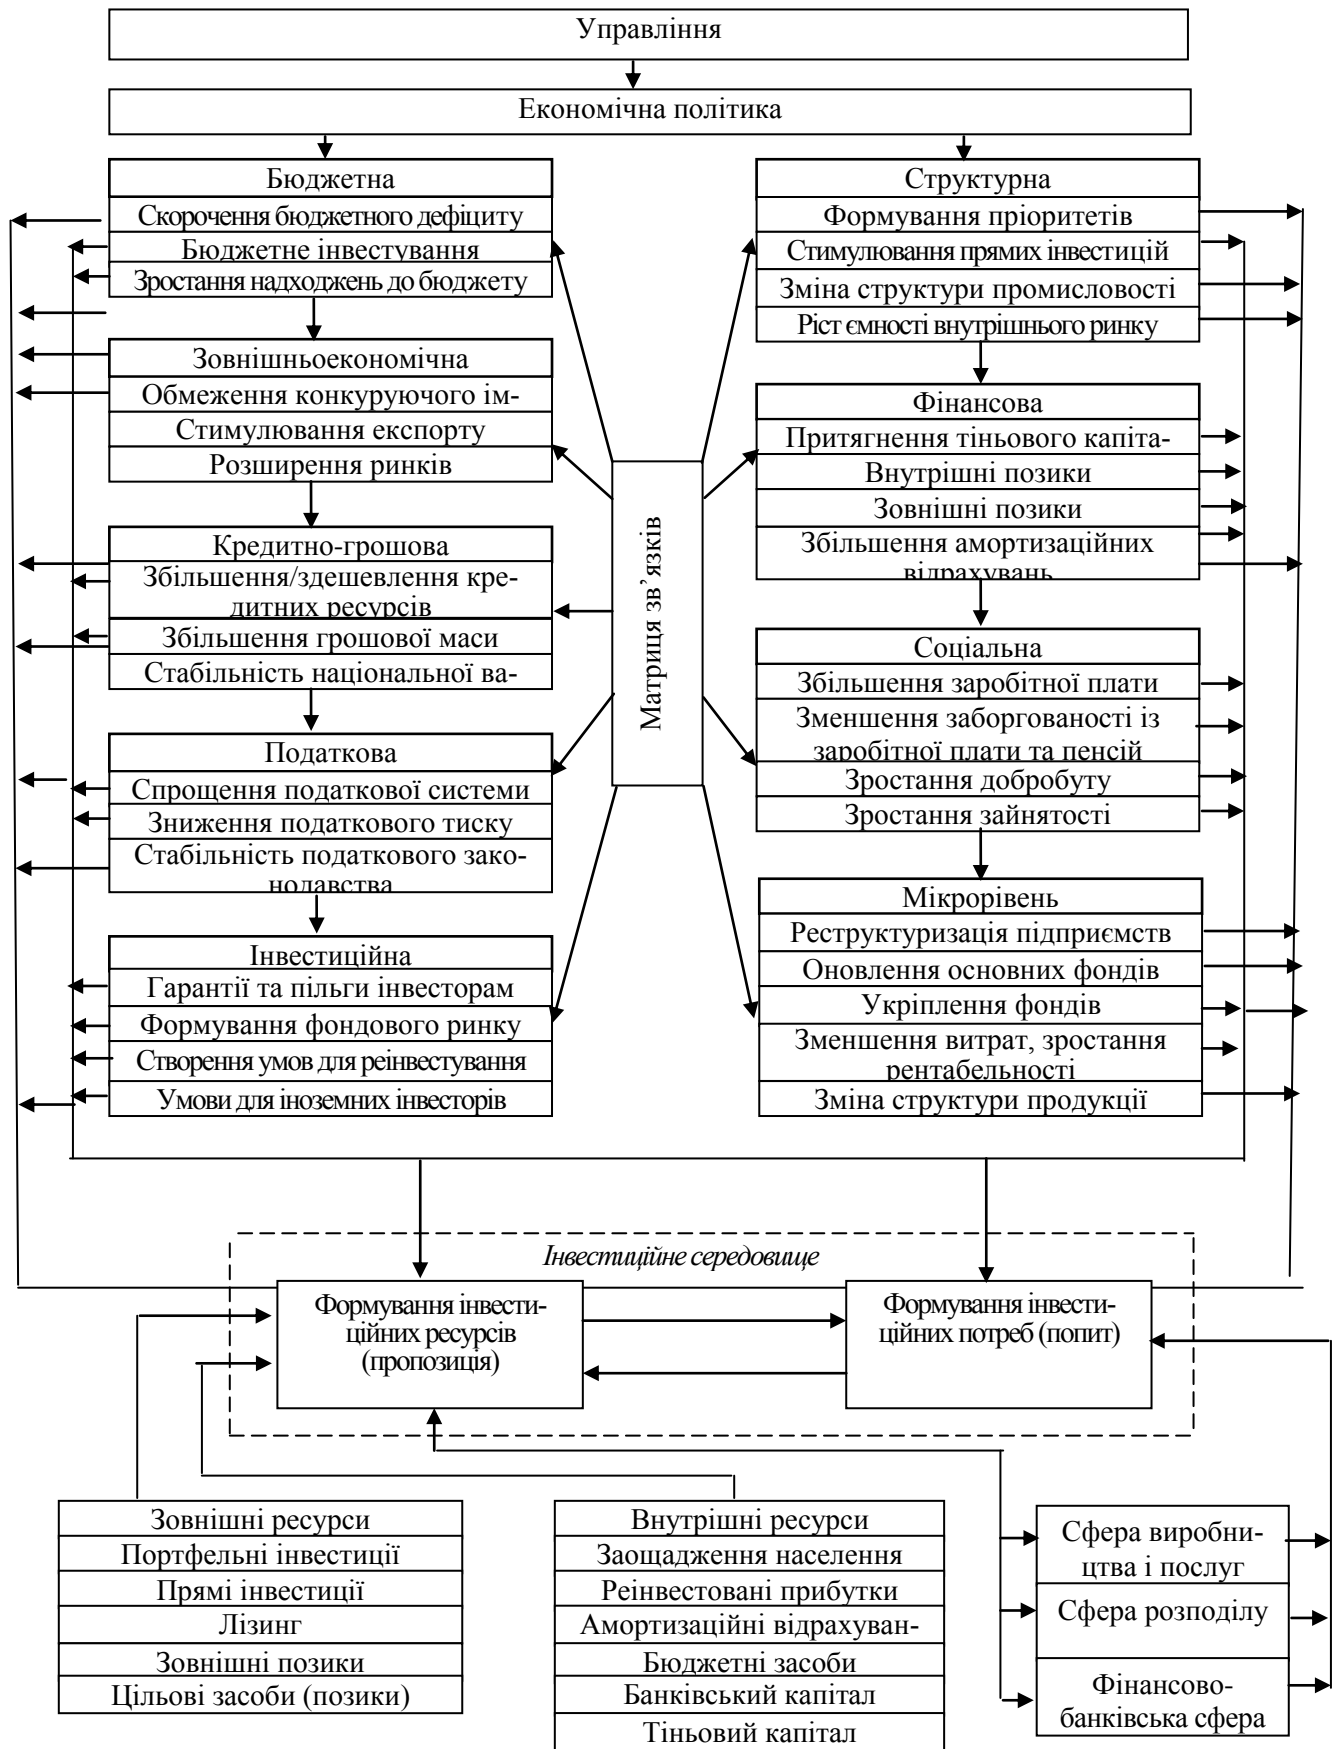 Управління
Економічна політика
Бюджетна
Скорочення бюджетного дефіциту
Бюджетне інвестування
Зростання надходжень до бюджету
Зовнішньоекономічна
Обмеження конкуруючого ім-
Стимулювання експорту
Розширення ринків
Кредитно-грошова
Збільшення/здешевлення кре-
дитних ресурсів
Збільшення грошової маси
Стабільність національної ва-
Податкова
Спрощення податкової системи
Зниження податкового тиску
Стабільність податкового зако-
нодавства
Інвестиційна
Гарантії та пільги інвесторам
Формування фондового ринку
Створення умов для реінвестування
Умови для іноземних інвесторів
Матриця зв’язків
Структурна
Формування пріоритетів
Стимулювання прямих інвестицій
Зміна структури промисловості
Ріст ємності внутрішнього ринку
Фінансова
Притягнення тіньового капіта-
Внутрішні позики
Зовнішні позики
Збільшення амортизаційних
відрахувань
Соціальна
Збільшення заробітної плати
Зменшення заборгованості із
заробітної плати та пенсій
Зростання добробуту
Зростання зайнятості
Мікрорівень
Реструктуризація підприємств
Оновлення основних фондів
Укріплення фондів
Зменшення витрат, зростання
рентабельності
Зміна структури продукції
Інвестиційне середовище
Формування інвести-
ційних ресурсів
(пропозиція)
Формування інвести-
ційних потреб (попит)
Зовнішні ресурси
Портфельні інвестиції
Прямі інвестиції
Лізинг
Зовнішні позики
Цільові засоби (позики)
Внутрішні ресурси
Заощадження населення
Реінвестовані прибутки
Амортизаційні відрахуван-
Бюджетні засоби
Банківський капітал
Тіньовий капітал
Сфера виробни-
цтва і послуг
Сфера розподілу
Фінансово-
банківська сфера